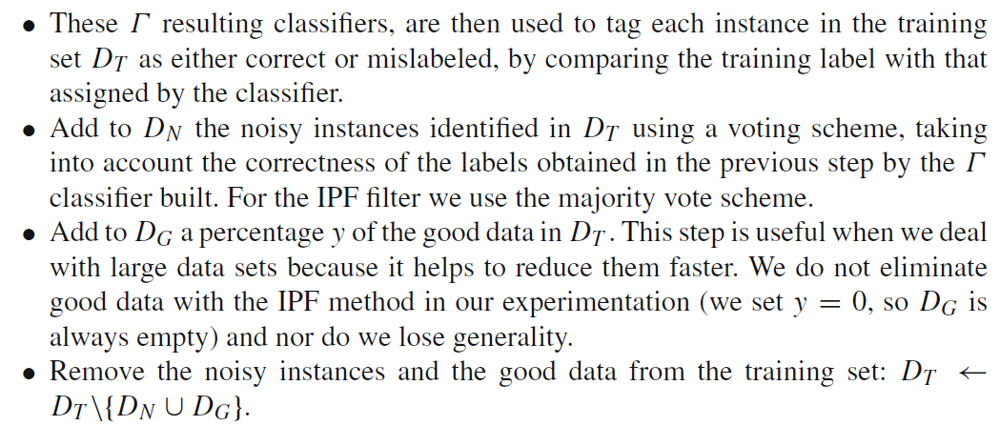 • These Γ resulting classifiers, are then used to tag each instance in the training
set D_T as either correct or mislabeled, by comparing the training label with that
assigned by the classifier.
• Add to D_N the noisy instances identified in D_T using a voting scheme, taking
into account the correctness of the labels obtained in the previous step by the Γ
classifier built. For the IPF filter we use the majority vote scheme.
• Add to D_G a percentage y of the good data in D_T. This step is useful when we deal
with large data sets because it helps to reduce them faster. We do not eliminate
good data with the IPF method in our experimentation (we set y = 0, so D_G is
always empty) and nor do we lose generality.
• Remove the noisy instances and the good data from the training set: D_T ←
D_T\{D_N ∪ D_G}.